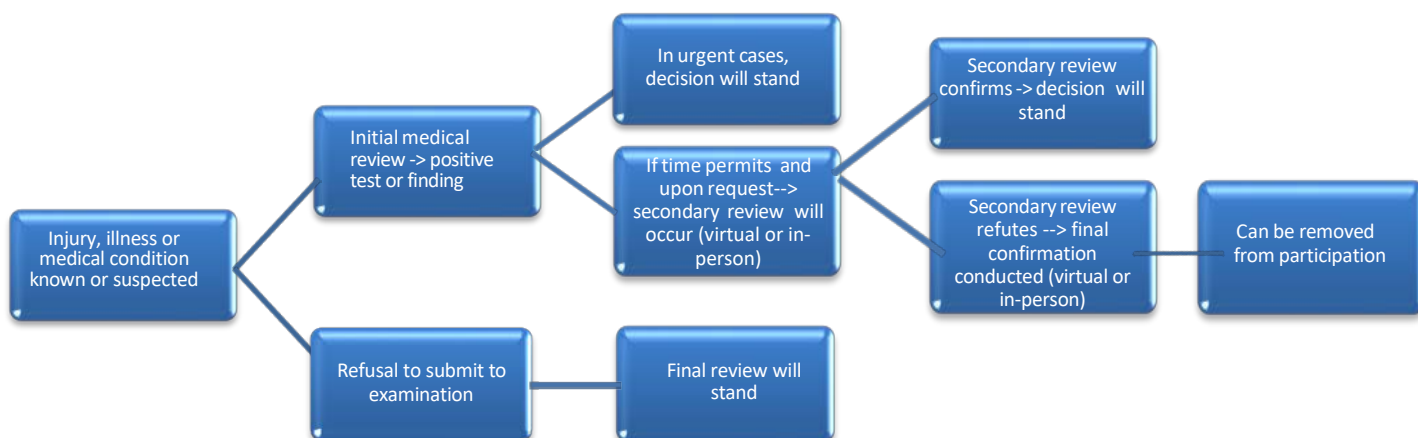 Injury, illness or
medical condition
known or suspected
Initial medical
review -> positive
test or finding
Refusal to submit to
examination
In urgent cases,
decision will stand
If time permits and
upon request-->
secondary review will
occur (virtual or in-
person)
Final review will
stand
Secondary review
confirms -> decision will
stand
Secondary review
refutes --> final
confirmation
conducted (virtual or
in-person)
Can be removed
from participation